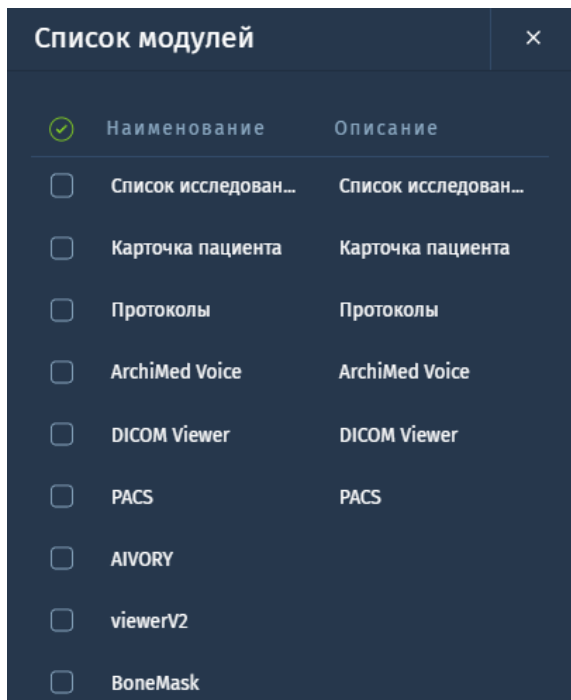 Список модулей ×
Наименование Описание
Список исследован... Список исследован...
Карточка пациента Карточка пациента
Протоколы Протоколы
ArchiMed Voice ArchiMed Voice
DICOM Viewer DICOM Viewer
PACS PACS
AIVORY
viewerV2
BoneMask